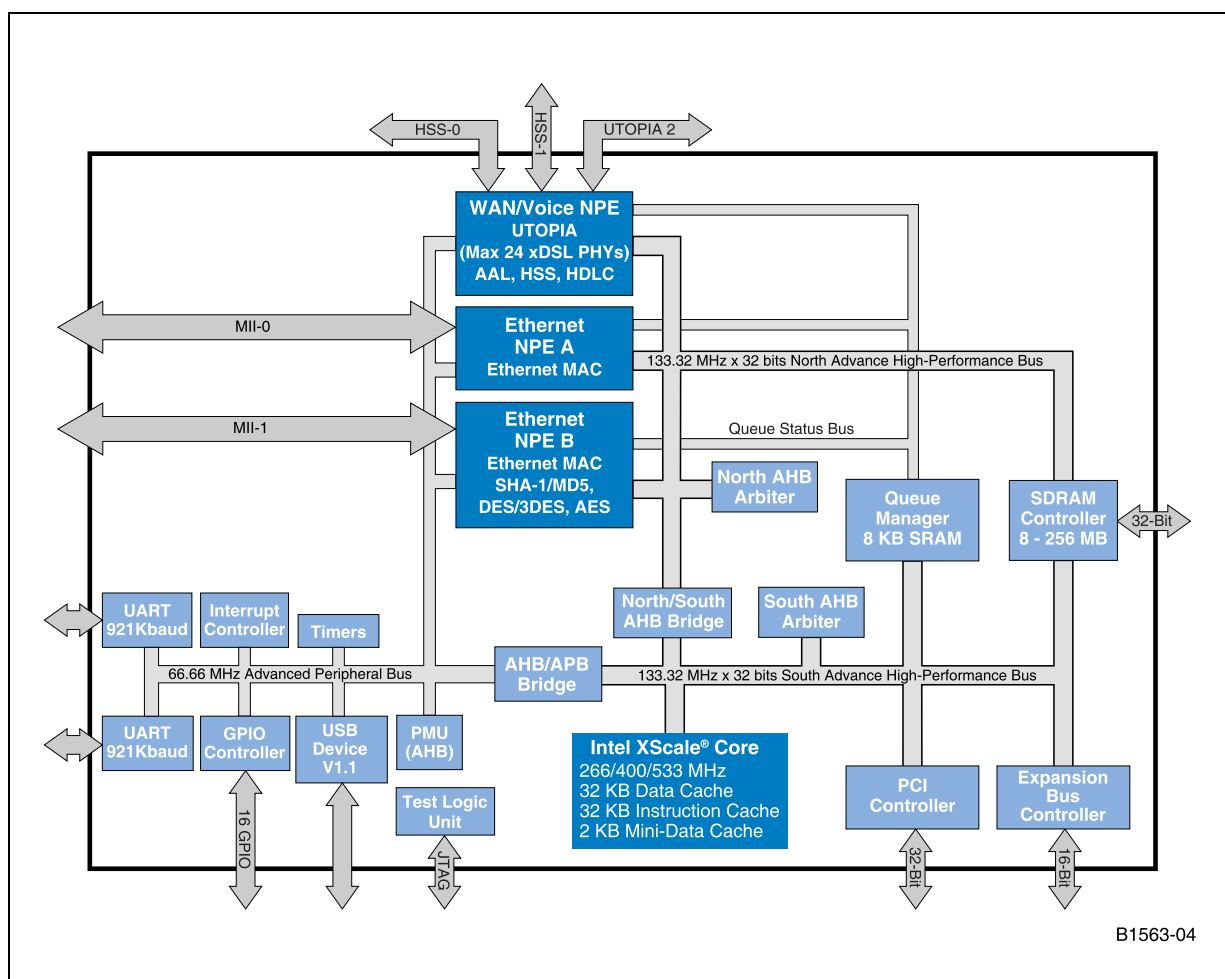 HSS-0
HSS-1
UTOPIA 2
WAN/Voice NPE
UTOPIA
(Max 24 xDSL PHYs)
AAL, HSS, HDLC
MII-0
Ethernet
NPE A
Ethernet MAC
133.32 MHz x 32 bits North Advance High-Performance Bus
MII-1
Ethernet
NPE B
Ethernet MAC
SHA-1/MD5,
DES/3DES, AES
Queue Status Bus
North AHB
Arbiter
Queue
Manager
8 KB SRAM
SDRAM
Controller
8 - 256 MB
32-Bit
UART
921Kbaud
Interrupt
Controller
Timers
North/South
AHB Bridge
South AHB
Arbiter
66.66 MHz Advanced Peripheral Bus
AHB/APB
Bridge
133.32 MHz x 32 bits South Advance High-Performance Bus
UART
921Kbaud
GPIO
Controller
USB
Device
V1.1
PMU
(AHB)
Test Logic
Unit
Intel XScale® Core
266/400/533 MHz
32 KB Data Cache
32 KB Instruction Cache
2 KB Mini-Data Cache
PCI
Controller
Expansion
Bus
Controller
16 GPIO
JTAG
32-Bit
16-Bit
B1563-04